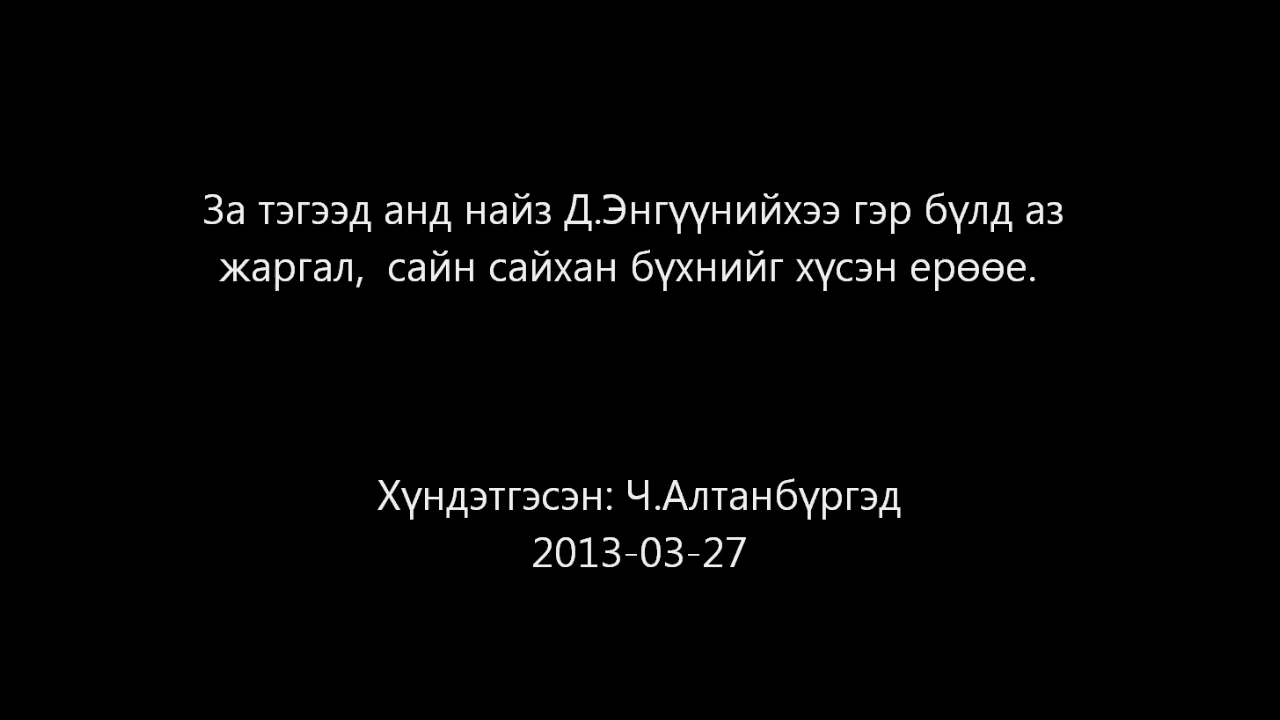 За тэгээд анд найз Д.Энгүүнийхээ гэр бүлд аз
жаргал,  сайн сайхан бүхнийг хүсэн ерөөе.
Хүндэтгэсэн: Ч.Алтанбүргэд
2013-03-27